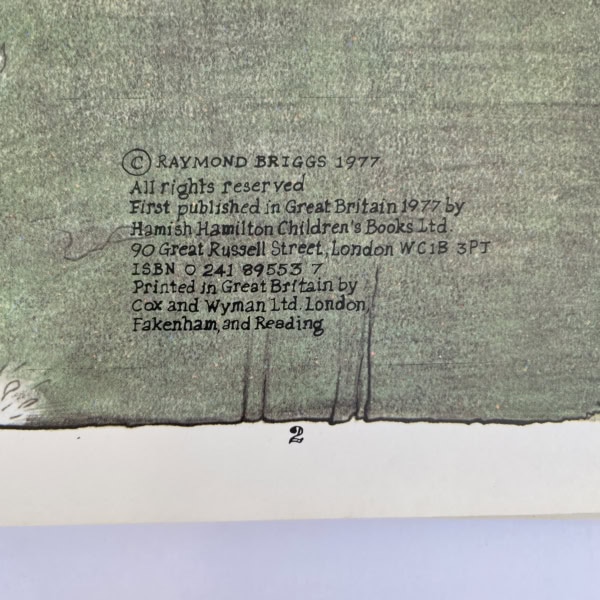 © RAYMOND BRIGGS 1977
All rights reserved
First published in Great Britain 1977 by
Hamish Hamilton Children's Books Ltd.
90 Great Russell Street, London WC1B 3PT
ISBN 0 241 89553 7
Printed in Great Britain by
Cox and Wyman Ltd. London,
Fakenham, and Reading
2